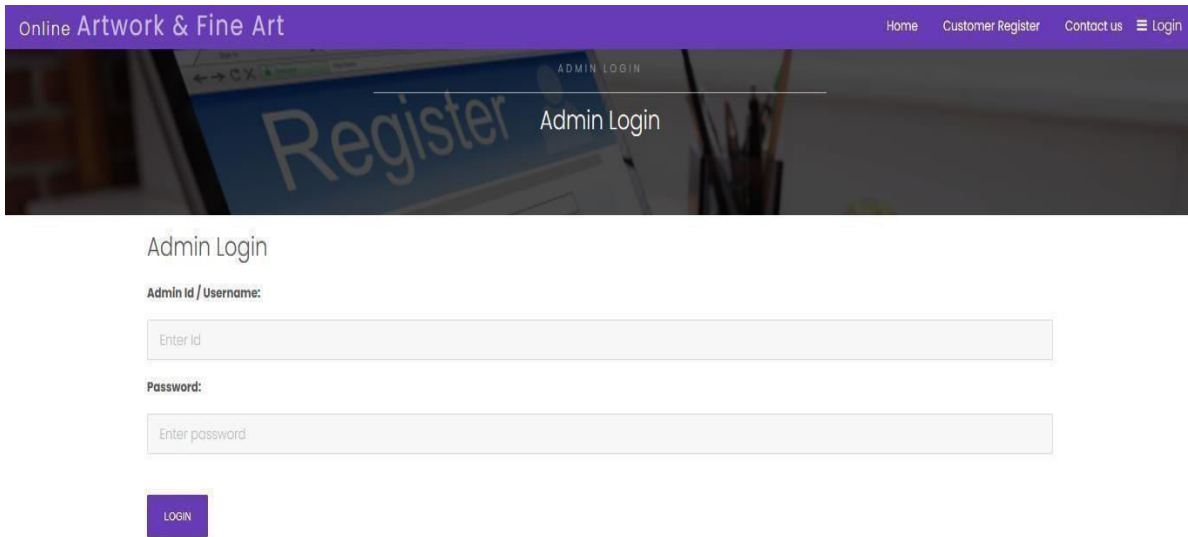 Online Artwork & Fine Art
Home Customer Register Contact us ☰ Login
ADMIN LOGIN
Register
Admin Login
Admin Login
Admin Id / Username:
Enter Id
Password:
Enter password
LOGIN